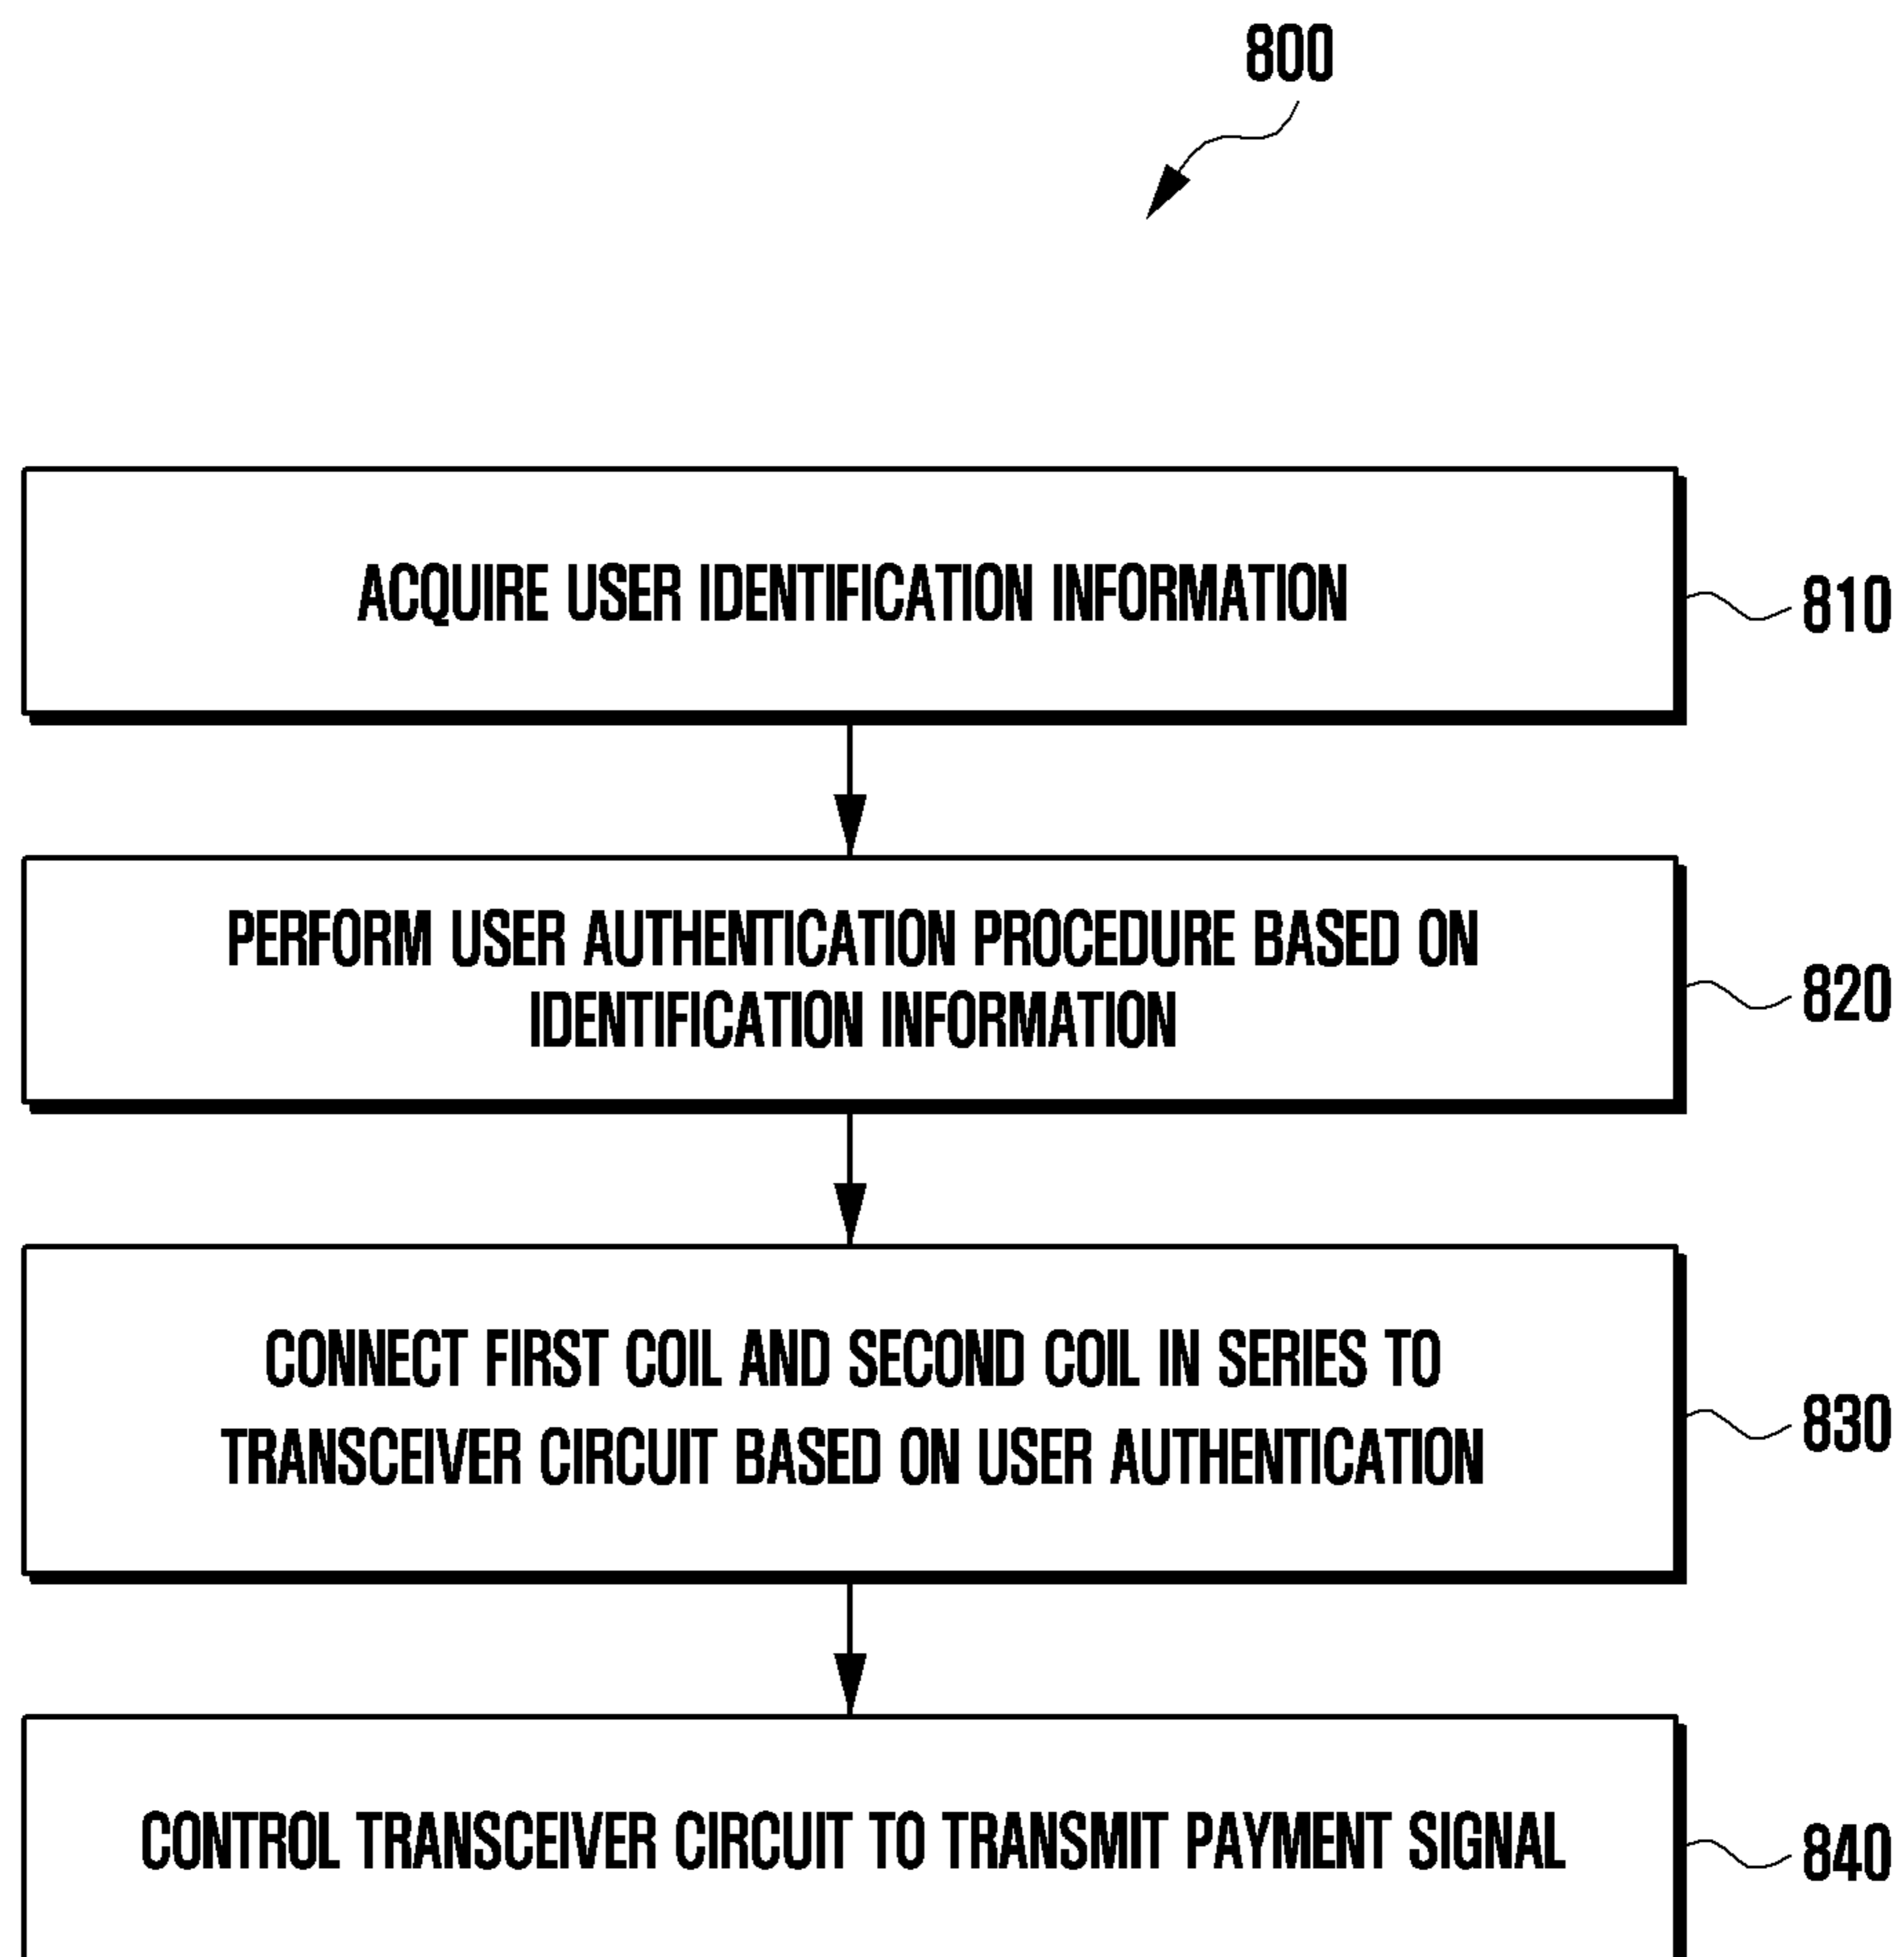 800
ACQUIRE USER IDENTIFICATION INFORMATION
810
PERFORM USER AUTHENTICATION PROCEDURE BASED ON
IDENTIFICATION INFORMATION
820
CONNECT FIRST COIL AND SECOND COIL IN SERIES TO
TRANSCEIVER CIRCUIT BASED ON USER AUTHENTICATION
830
CONTROL TRANSCEIVER CIRCUIT TO TRANSMIT PAYMENT SIGNAL
840